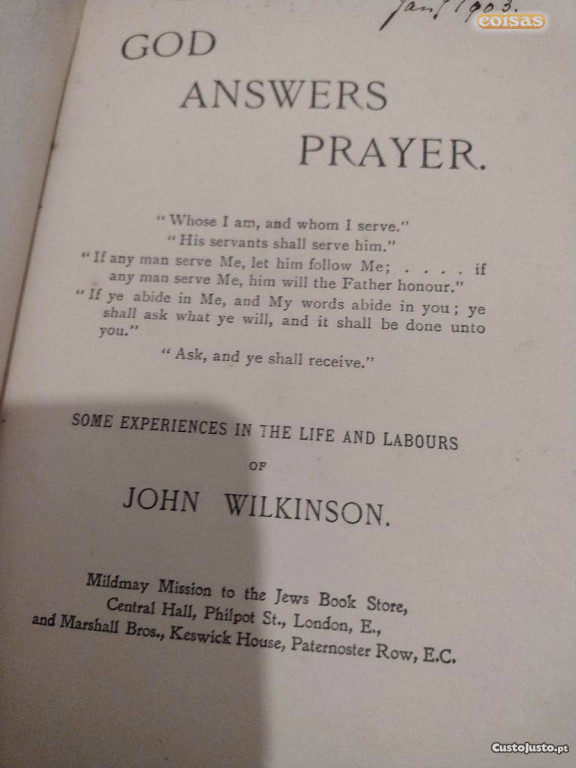 Jany 1903.
coisas
GOD
ANSWERS
PRAYER.
"Whose I am, and whom I serve."
"His servants shall serve him."
"If any man serve Me, let him follow Me; . . . . if
any man serve Me, him will the Father honour."
"If ye abide in Me, and My words abide in you; ye
shall ask what ye will, and it shall be done unto
you."
"Ask, and ye shall receive."
SOME EXPERIENCES IN THE LIFE AND LABOURS
OF
JOHN WILKINSON.
Mildmay Mission to the Jews Book Store,
Central Hall, Philpot St., London, E.,
and Marshall Bros., Keswick House, Paternoster Row, E.C.
CustoJusto.pt